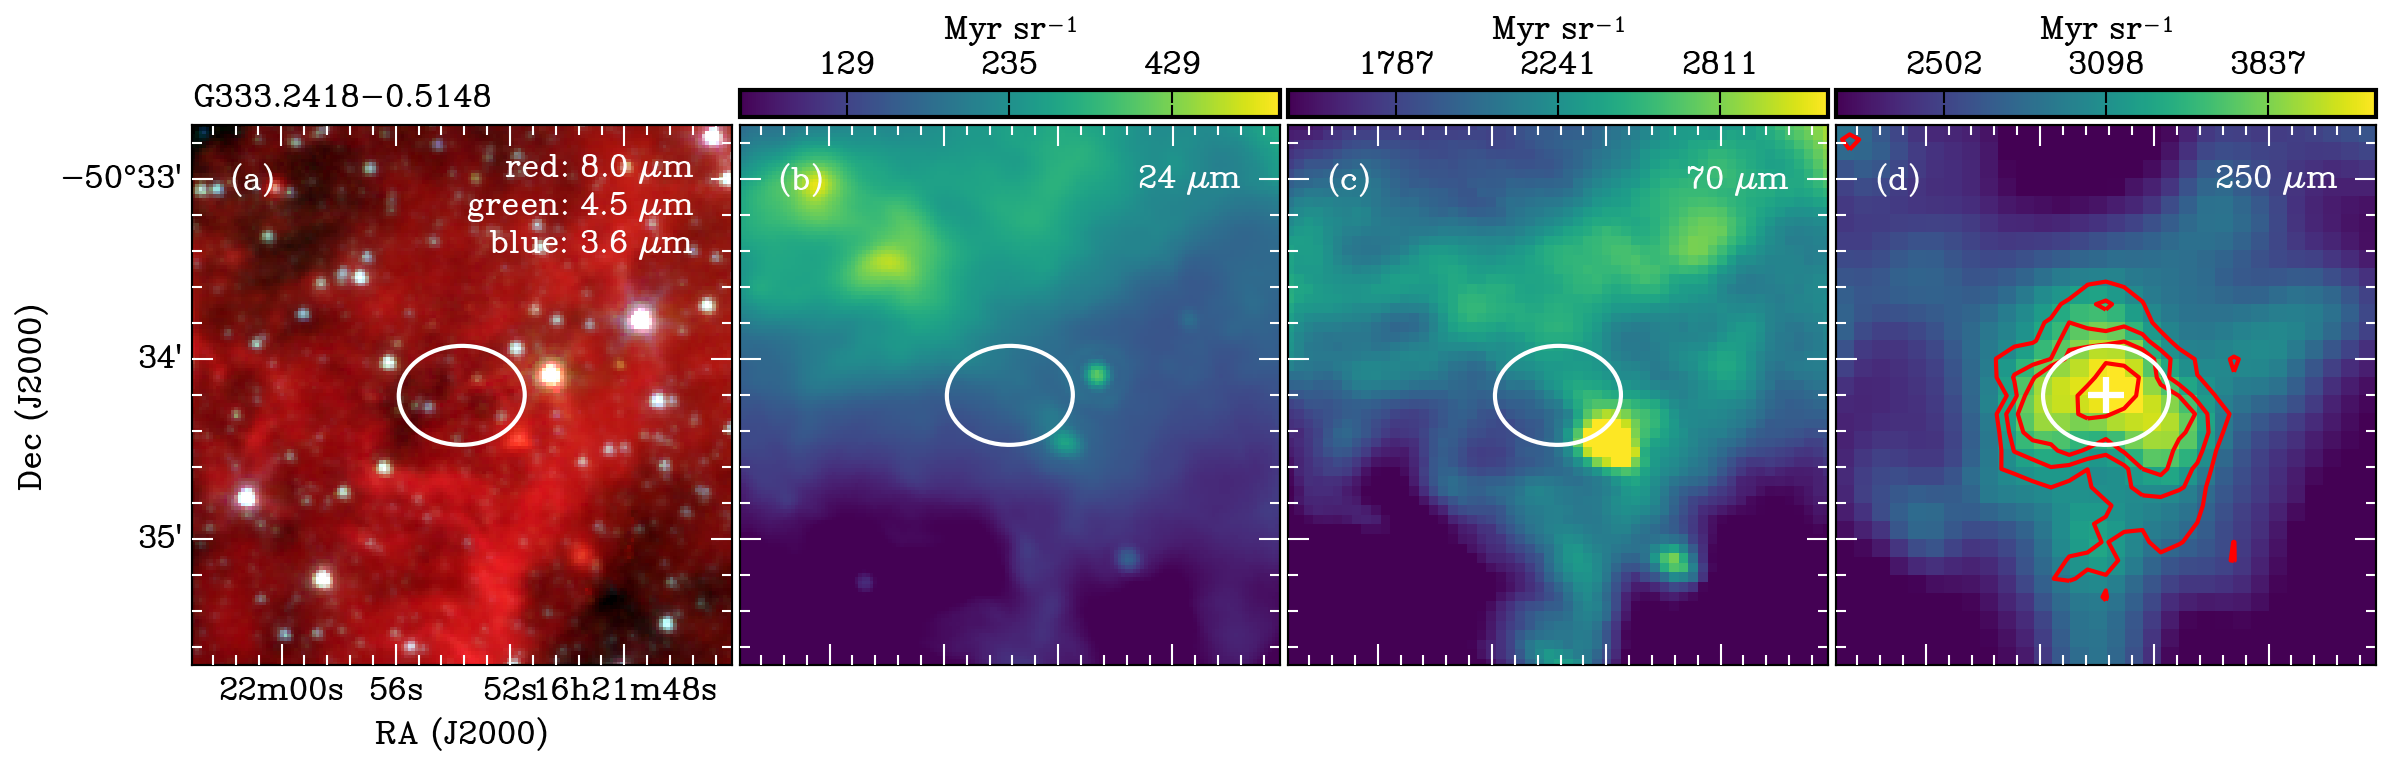 Myr sr⁻¹ Myr sr⁻¹ Myr sr⁻¹
129 235 429 1787 2241 2811 2502 3098 3837
G333.2418−0.5148
(a) red: 8.0 μm
green: 4.5 μm
blue: 3.6 μm
(b) 24 μm
(c) 70 μm
(d) 250 μm
−50°33'
34'
35'
Dec (J2000)
22m00s 56s 52s 16h21m48s
RA (J2000)